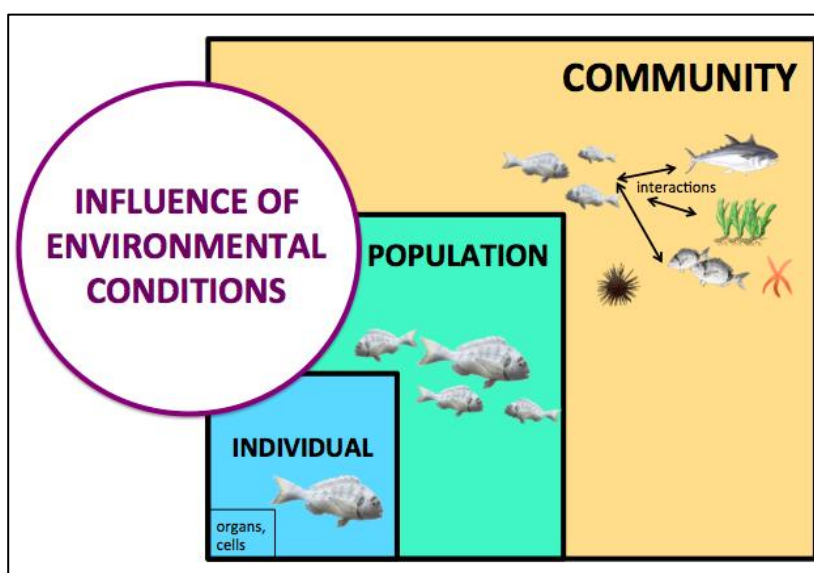 COMMUNITY
interactions
INFLUENCE OF
ENVIRONMENTAL
CONDITIONS
POPULATION
INDIVIDUAL
organs,
cells